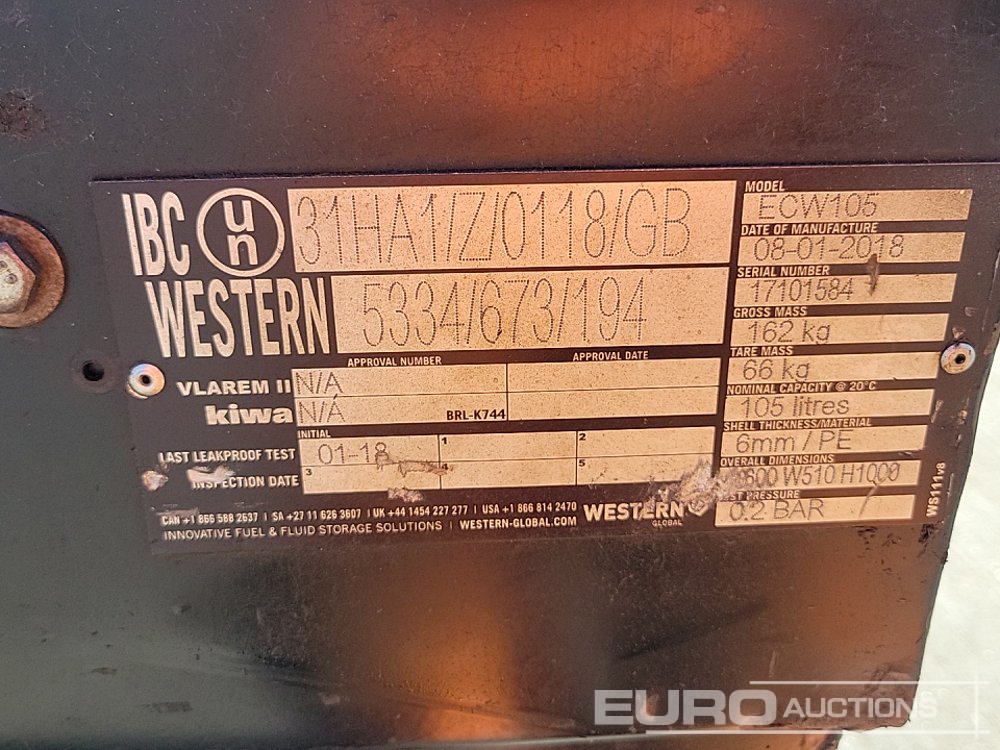 IBC un 31HA1/Z/0118/GB
WESTERN 5334/673/194
APPROVAL NUMBER APPROVAL DATE
VLAREM II N/A
kiwa N/A BRL-K744
LAST LEAKPROOF TEST INITIAL 01-18 1 2
INSPECTION DATE 3 4 5
CAN +1 866 588 2637 | SA +27 11 626 3607 | UK +44 1454 227 277 | USA +1 866 814 2470
INNOVATIVE FUEL & FLUID STORAGE SOLUTIONS | WESTERN-GLOBAL.COM
WESTERN
GLOBAL
MODEL
ECW105
DATE OF MANUFACTURE
08-01-2018
SERIAL NUMBER
17101584
GROSS MASS
162 kg
TARE MASS
66 kg
NOMINAL CAPACITY @ 20°C
105 litres
SHELL THICKNESS/MATERIAL
6mm / PE
OVERALL DIMENSIONS
600 W510 H1000
PRESSURE
0.2 BAR
W6111v8
EURO AUCTIONS